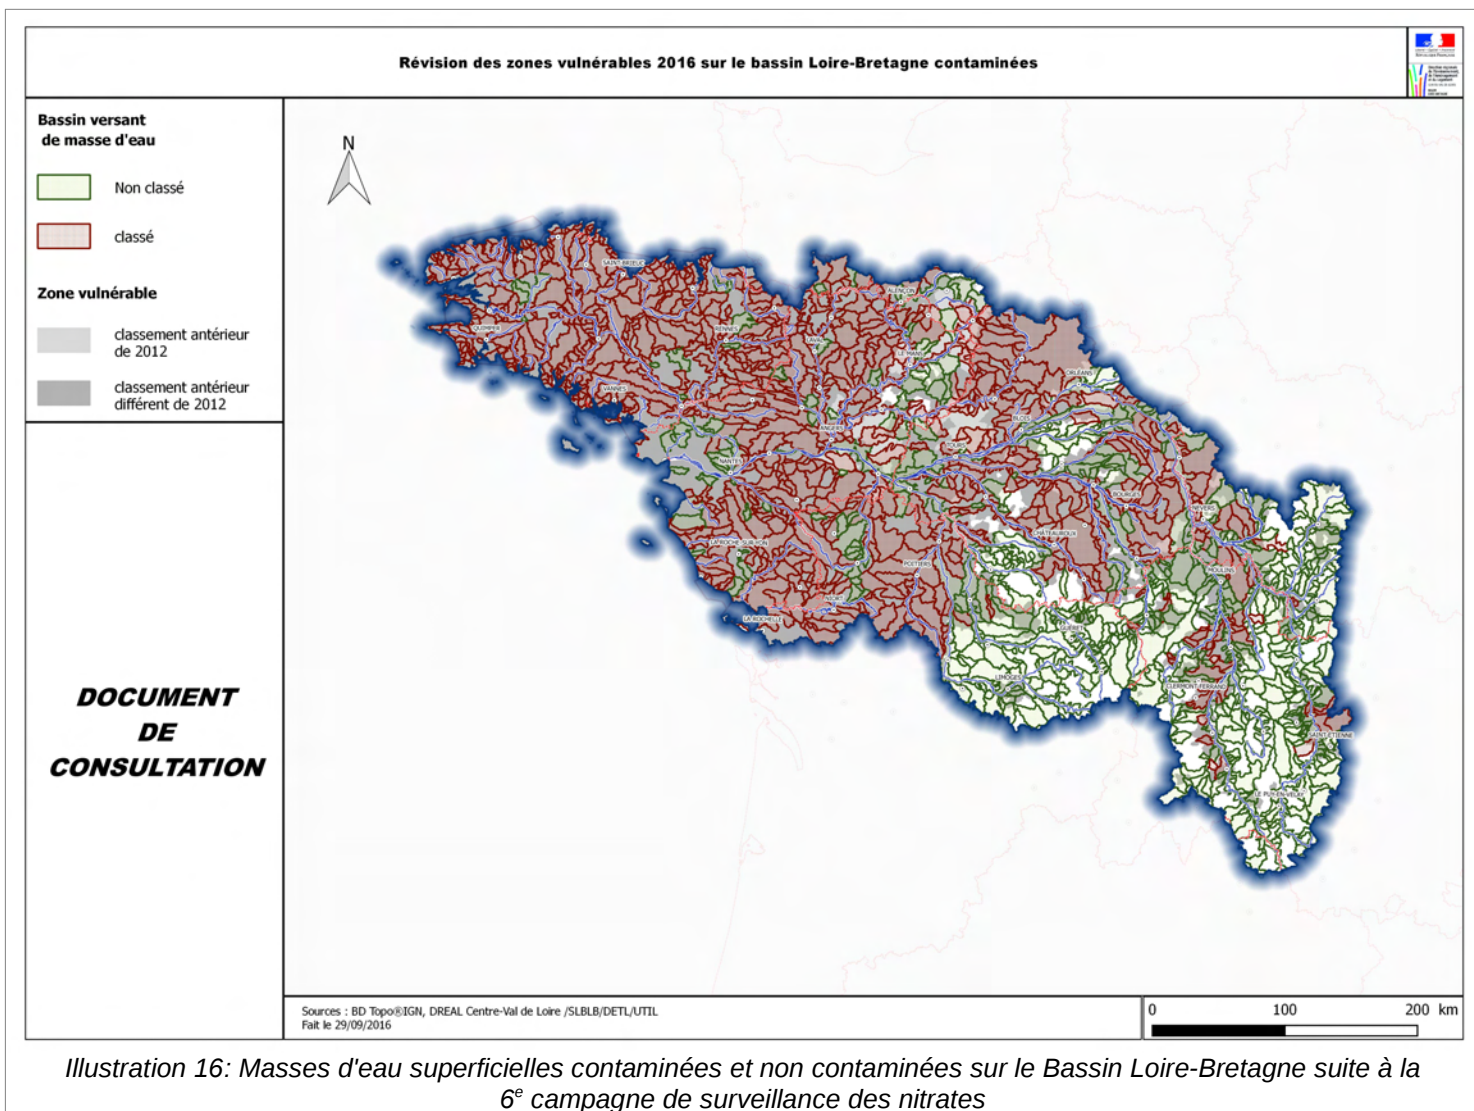 Révision des zones vulnérables 2016 sur le bassin Loire-Bretagne contaminées
Bassin versant
de masse d'eau
Non classé
classé
Zone vulnérable
classement antérieur
de 2012
classement antérieur
différent de 2012
DOCUMENT
DE
CONSULTATION
N
SAINT-BRIEUC
QUIMPER
RENNES
VANNES
LAVAL
ALENÇON
LE MANS
ORLÉANS
BLOIS
ANGERS
TOURS
NANTES
BOURGES
NEVERS
CHÂTEAUROUX
LA ROCHE-SUR-YON
POITIERS
MOULINS
NIORT
LA ROCHELLE
GUÉRET
LIMOGES
CLERMONT-FERRAND
SAINT-ETIENNE
LE PUY-EN-VELAY
Sources : BD Topo®IGN, DREAL Centre-Val de Loire /SLBLB/DETL/UTIL
Fait le 29/09/2016
0 100 200 km
Illustration 16: Masses d'eau superficielles contaminées et non contaminées sur le Bassin Loire-Bretagne suite à la
6e campagne de surveillance des nitrates